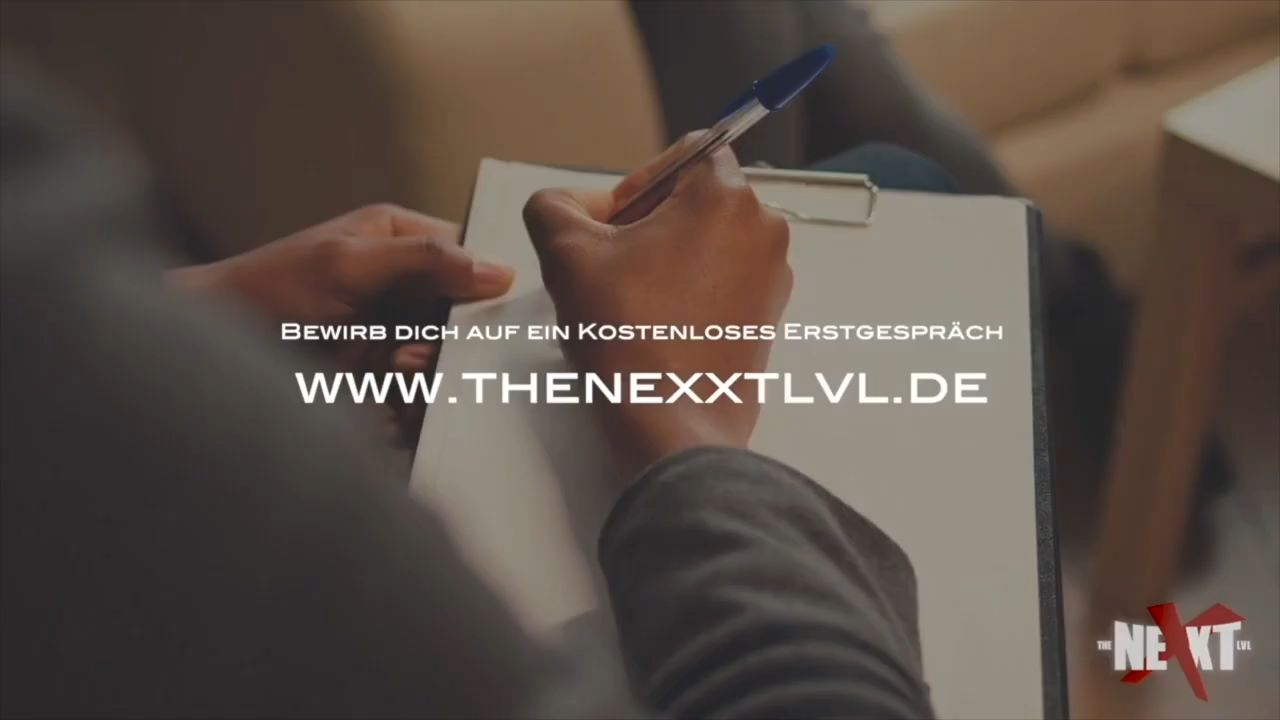 Bewirb dich auf ein Kostenloses Erstgespräch
www.thenexxtlvl.de
THE NEXXT LVL